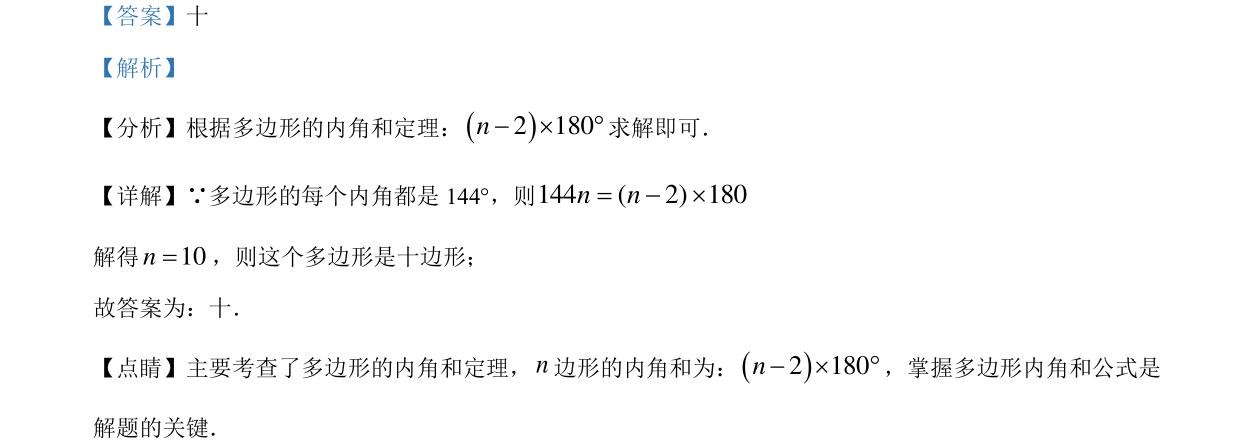 【答案】十
【解析】
【分析】根据多边形的内角和定理：(n−2)×180°求解即可．
【详解】∵多边形的每个内角都是 144°，则144n=(n−2)×180
解得n=10，则这个多边形是十边形；
故答案为：十．
【点睛】主要考查了多边形的内角和定理，n边形的内角和为：(n−2)×180°，掌握多边形内角和公式是
解题的关键．